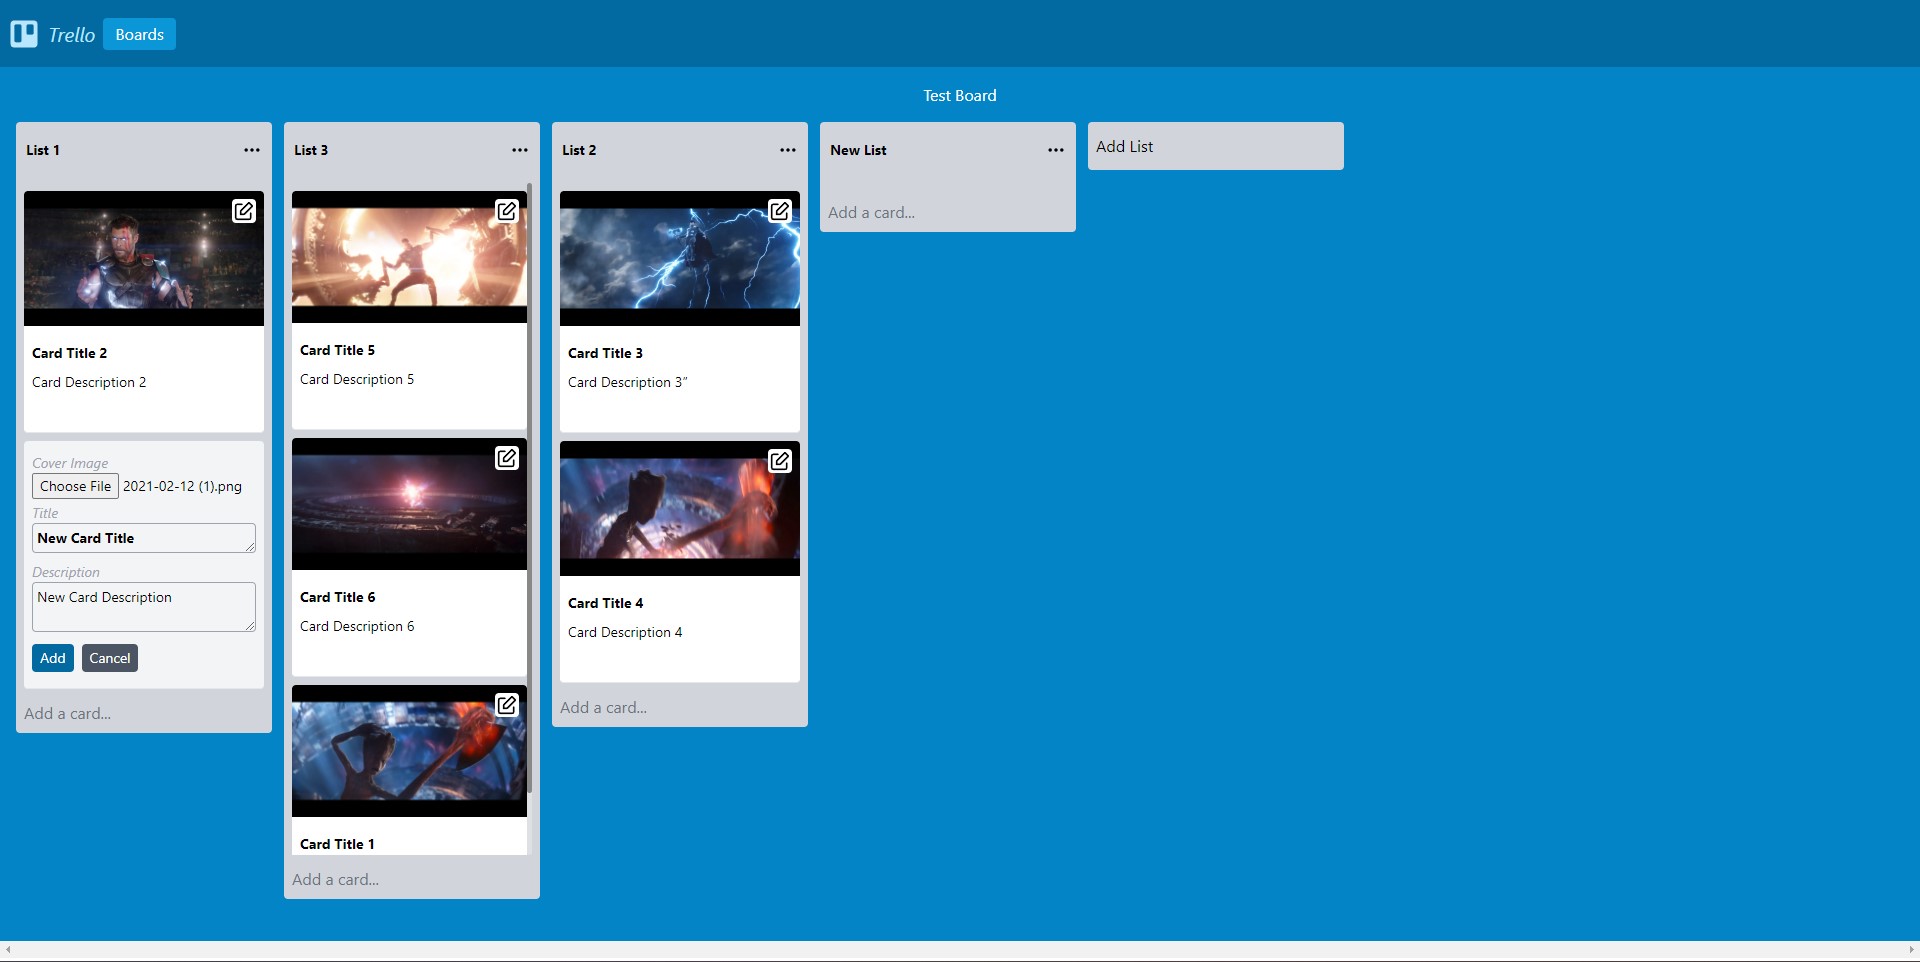 Trello
Boards
Test Board
List 1
Card Title 2
Card Description 2
Cover Image
Choose File 2021-02-12 (1).png
Title
New Card Title
Description
New Card Description
Add
Cancel
Add a card...
List 3
Card Title 5
Card Description 5
Card Title 6
Card Description 6
Card Title 1
Add a card...
List 2
Card Title 3
Card Description 3"
Card Title 4
Card Description 4
Add a card...
New List
Add a card...
Add List